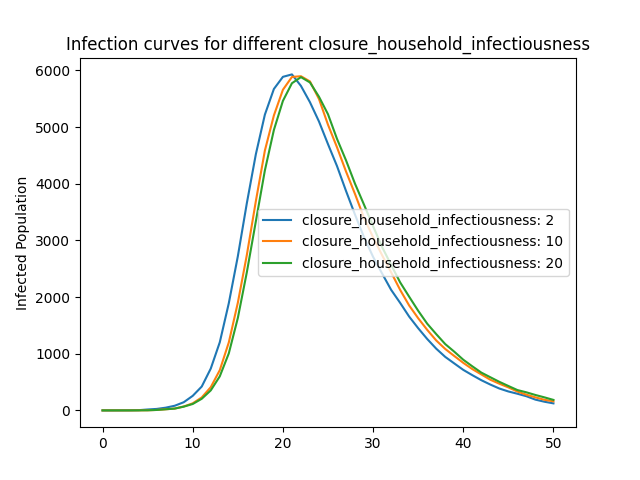 Infection curves for different closure_household_infectiousness
Infected Population
6000
5000
4000
3000
2000
1000
0
closure_household_infectiousness: 2
closure_household_infectiousness: 10
closure_household_infectiousness: 20
0 10 20 30 40 50